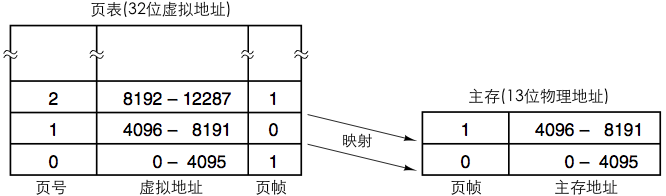 页表(32位虚拟地址)
2 8192 – 12287 1
1 4096 – 8191 0
0 0 – 4095 1
页号 虚拟地址 页帧
映射
主存(13位物理地址)
1 4096 – 8191
0 0 – 4095
页帧 主存地址